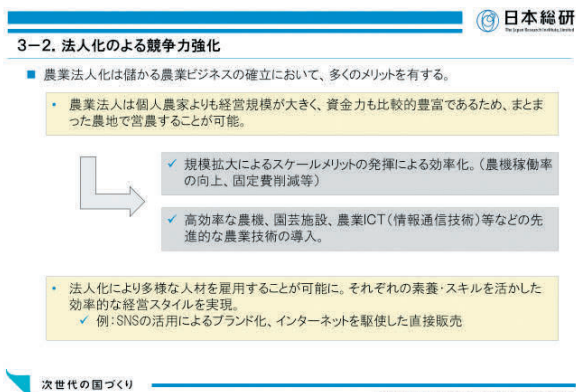 日本総研
The Japan Research Institute, Limited
3-2. 法人化のよる競争力強化
■ 農業法人化は儲かる農業ビジネスの確立において、多くのメリットを有する。
• 農業法人は個人農家よりも経営規模が大きく、資金力も比較的豊富であるため、まとま
った農地で営農することが可能。
✓ 規模拡大によるスケールメリットの発揮による効率化。（農機稼働率
の向上、固定費削減等）
✓ 高効率な農機、園芸施設、農業ICT（情報通信技術）等などの先
進的な農業技術の導入。
• 法人化により多様な人材を雇用することが可能に。それぞれの素養・スキルを活かした
効率的な経営スタイルを実現。
✓ 例：SNSの活用によるブランド化、インターネットを駆使した直接販売
次世代の国づくり